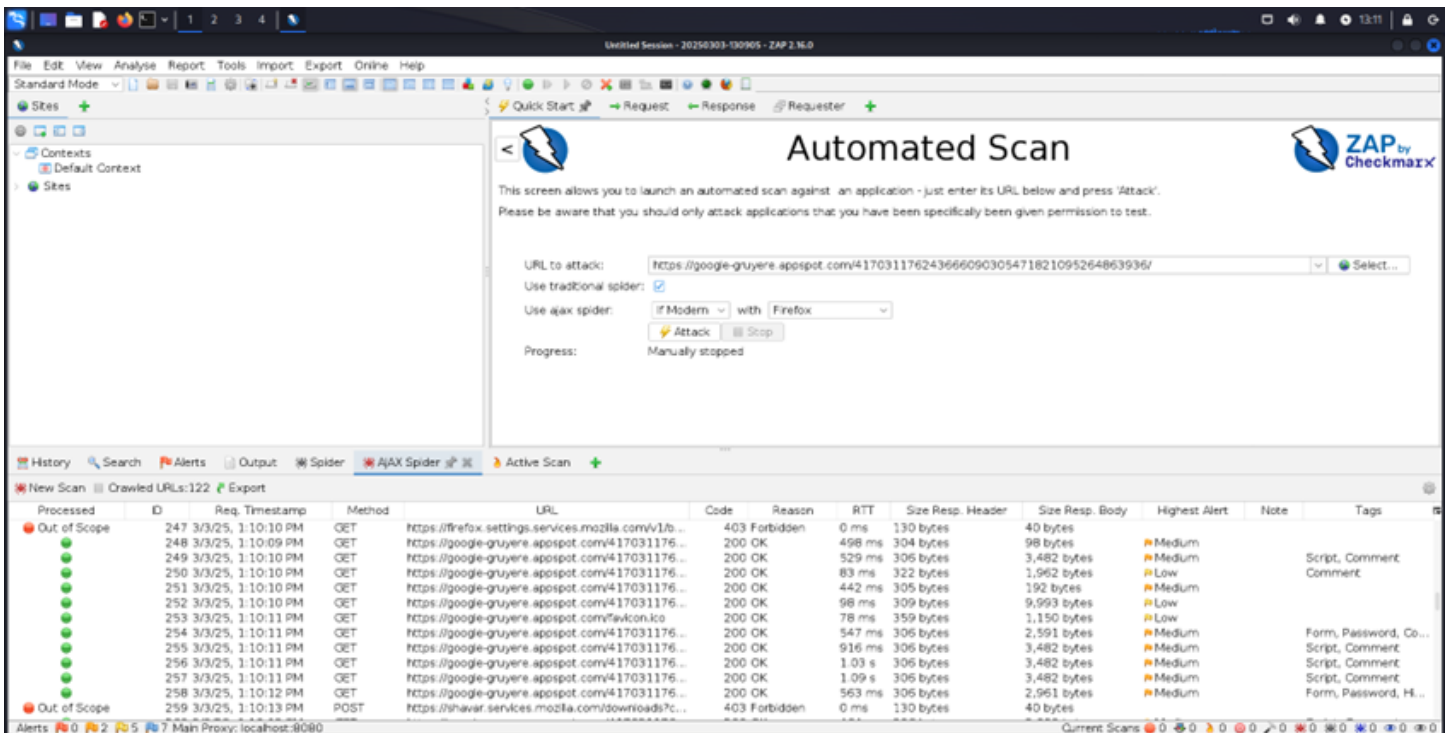 1 2 3 4
13:11
Untitled Session - 20250303-130905 - ZAP 2.16.0
File Edit View Analyse Report Tools Import Export Online Help
Standard Mode
Sites
Quick Start Request Response Requester
Contexts
Default Context
Sites
<
Automated Scan
ZAP by
Checkmarx
This screen allows you to launch an automated scan against an application - just enter its URL below and press 'Attack'.
Please be aware that you should only attack applications that you have been specifically been given permission to test.
URL to attack:
Select...
Use traditional spider:
Use ajax spider: If Modern with Firefox
Attack Stop
Progress: Manually stopped
History Search Alerts Output Spider AJAX Spider Active Scan
New Scan Crawled URLs:122 Export
Processed ID Req. Timestamp Method URL Code Reason RTT Size Resp. Header Size Resp. Body Highest Alert Note Tags
Out of Scope 247 3/3/25, 1:10:10 PM GET https://firefox.settings.services.mozilla.com/v1/b... 403 Forbidden 0 ms 130 bytes 40 bytes
248 3/3/25, 1:10:09 PM GET https://google-gruyere.appspot.com/417031176... 200 OK 498 ms 304 bytes 98 bytes Medium
249 3/3/25, 1:10:10 PM GET https://google-gruyere.appspot.com/417031176... 200 OK 529 ms 306 bytes 3,482 bytes Medium Script, Comment
250 3/3/25, 1:10:10 PM GET https://google-gruyere.appspot.com/417031176... 200 OK 83 ms 322 bytes 1,962 bytes Low Comment
251 3/3/25, 1:10:10 PM GET https://google-gruyere.appspot.com/417031176... 200 OK 442 ms 305 bytes 192 bytes Medium
252 3/3/25, 1:10:10 PM GET https://google-gruyere.appspot.com/417031176... 200 OK 98 ms 309 bytes 9,993 bytes Low
253 3/3/25, 1:10:11 PM GET https://google-gruyere.appspot.com/favicon.ico 200 OK 78 ms 359 bytes 1,150 bytes Low
254 3/3/25, 1:10:11 PM GET https://google-gruyere.appspot.com/417031176... 200 OK 547 ms 306 bytes 2,591 bytes Medium Form, Password, Co...
255 3/3/25, 1:10:11 PM GET https://google-gruyere.appspot.com/417031176... 200 OK 916 ms 306 bytes 3,482 bytes Medium Script, Comment
256 3/3/25, 1:10:11 PM GET https://google-gruyere.appspot.com/417031176... 200 OK 1.03 s 306 bytes 3,482 bytes Medium Script, Comment
257 3/3/25, 1:10:11 PM GET https://google-gruyere.appspot.com/417031176... 200 OK 1.09 s 306 bytes 3,482 bytes Medium Script, Comment
258 3/3/25, 1:10:12 PM GET https://google-gruyere.appspot.com/417031176... 200 OK 563 ms 306 bytes 2,961 bytes Medium Form, Password, Hi...
Out of Scope 259 3/3/25, 1:10:13 PM POST https://shavar.services.mozilla.com/downloads?c... 403 Forbidden 0 ms 130 bytes 40 bytes
Alerts 0 2 5 7 Main Proxy: localhost:8080 Current Scans 0 0 0 0 0 0 0 0 0 0